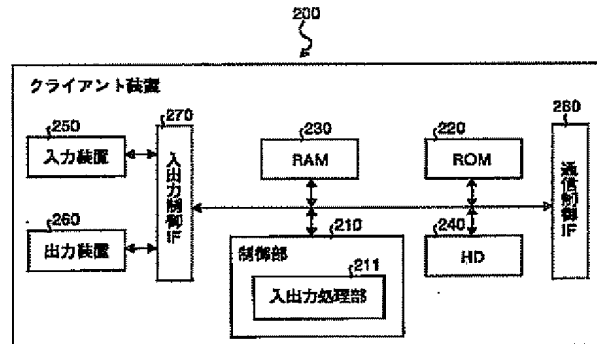 200
クライアント装置
250
入力装置
260
出力装置
270
入出力制御IF
230
RAM
220
ROM
210
制御部
211
入出力処理部
240
HD
280
通信制御IF